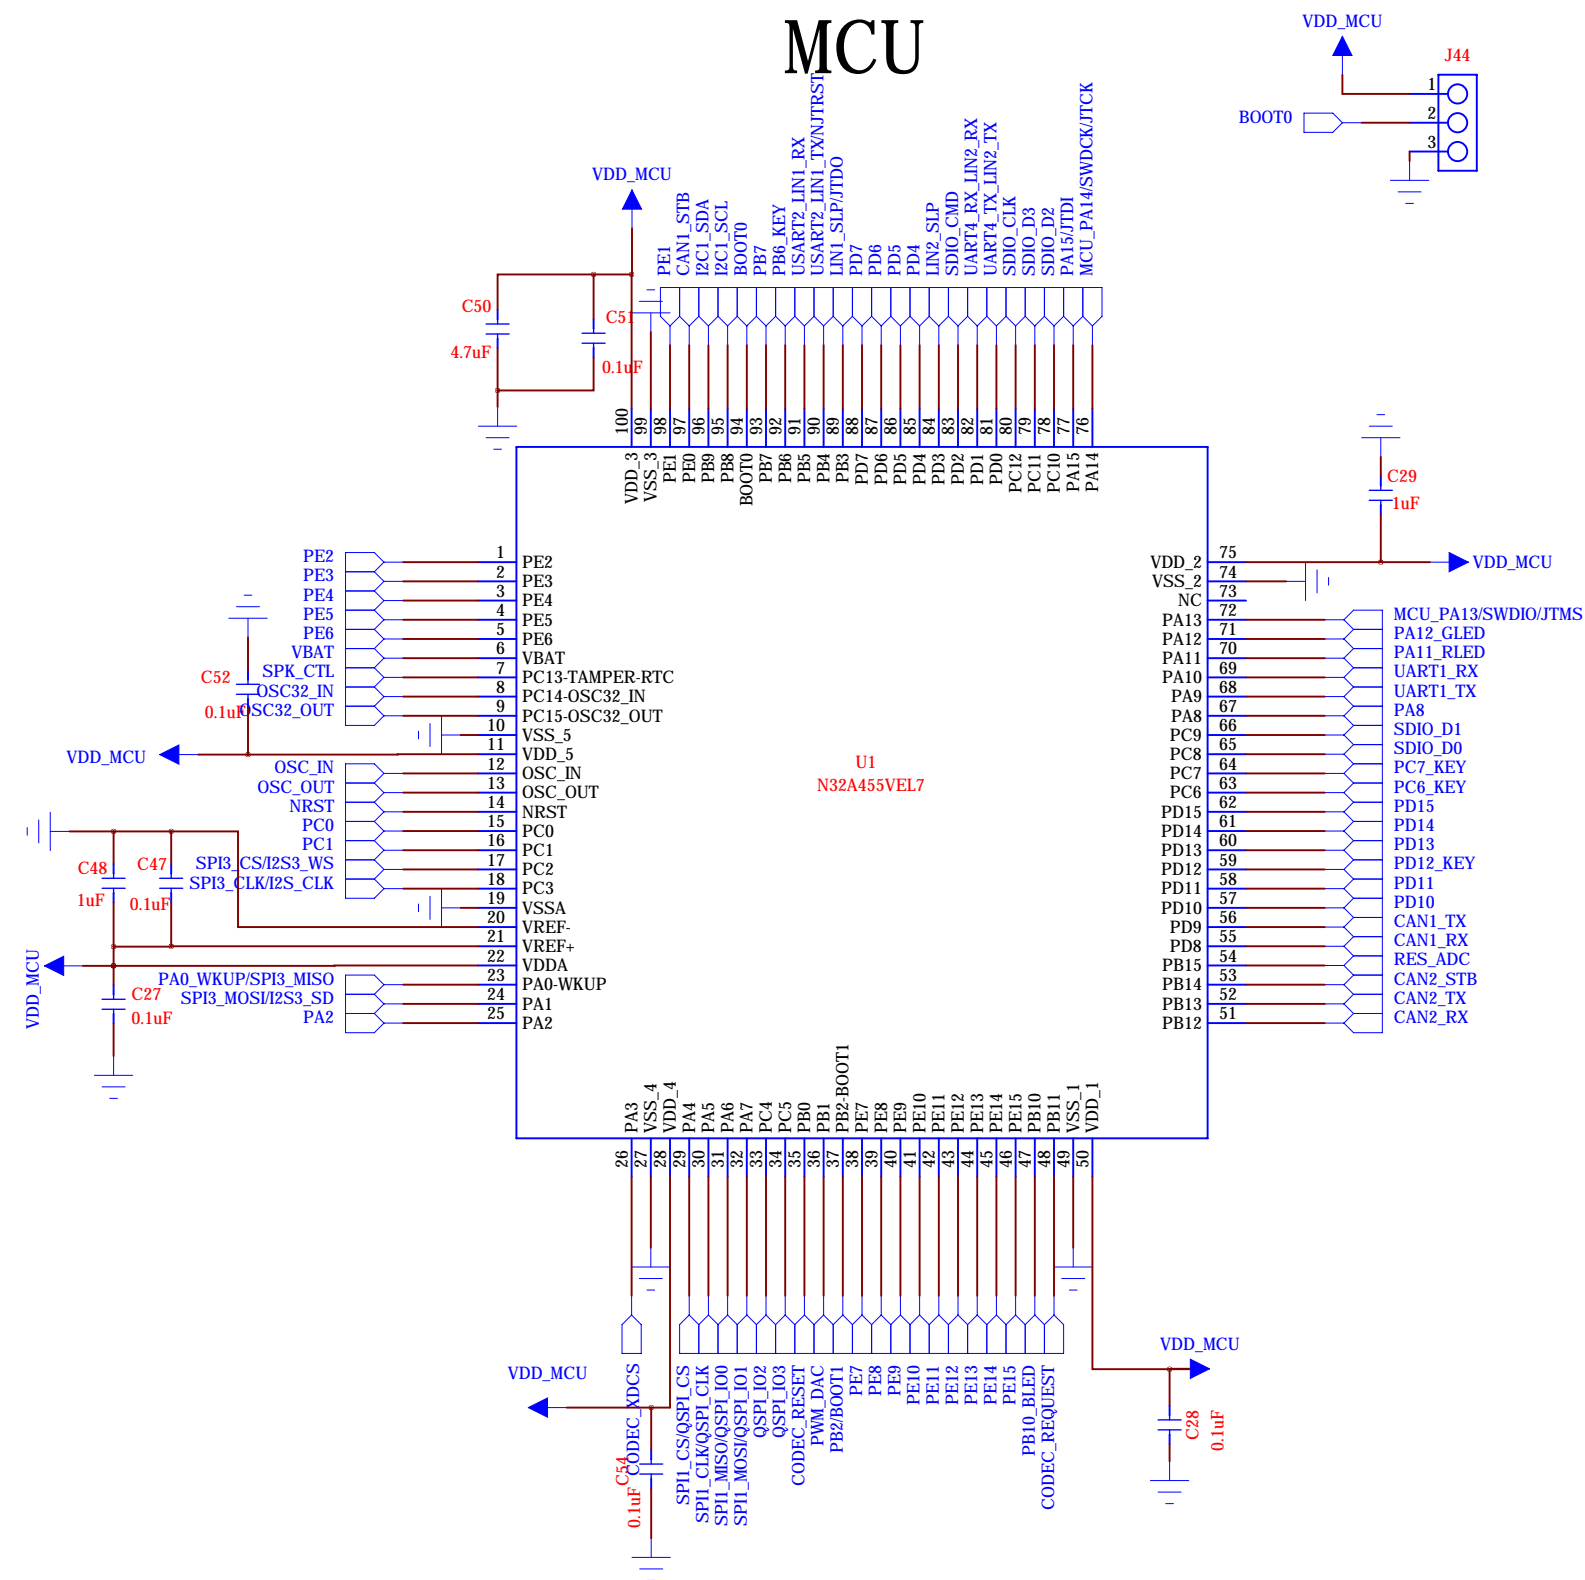 MCU
VDD_MCU
J44
1
BOOT0
2
3
VDD_MCU
C50
4.7uF
C51
0.1uF
PE1
CAN1_STB
I2C1_SDA
I2C1_SCL
BOOT0
PB7
PB6_KEY
USART2_LIN1_RX
USART2_LIN1_TX/NJTRST
LIN1_SLP/JTDO
PD7
PD6
PD5
PD4
LIN2_SLP
SDIO_CMD
UART4_RX_LIN2_RX
UART4_TX_LIN2_TX
SDIO_CLK
SDIO_D3
SDIO_D2
PA15/JTDI
MCU_PA14/SWDCK/JTCK
100 VDD_3
99 VSS_3
98 PE1
97 PE0
96 PB9
95 PB8
94 BOOT0
93 PB7
92 PB6
91 PB5
90 PB4
89 PB3
88 PD7
87 PD6
86 PD5
85 PD4
84 PD3
83 PD2
82 PD1
81 PD0
80 PC12
79 PC11
78 PC10
77 PA15
76 PA14
C29
1uF
PE2 1 PE2
PE3 2 PE3
PE4 3 PE4
PE5 4 PE5
PE6 5 PE6
VBAT 6 VBAT
SPK_CTL 7 PC13-TAMPER-RTC
OSC32_IN 8 PC14-OSC32_IN
OSC32_OUT 9 PC15-OSC32_OUT
10 VSS_5
VDD_MCU 11 VDD_5
C52
0.1uF
OSC_IN 12 OSC_IN
OSC_OUT 13 OSC_OUT
NRST 14 NRST
PC0 15 PC0
PC1 16 PC1
SPI3_CS/I2S3_WS 17 PC2
SPI3_CLK/I2S_CLK 18 PC3
19 VSSA
20 VREF-
21 VREF+
22 VDDA
PA0_WKUP/SPI3_MISO 23 PA0-WKUP
SPI3_MOSI/I2S3_SD 24 PA1
PA2 25 PA2
C48
1uF
C47
0.1uF
VDD_MCU
C27
0.1uF
U1
N32A455VEL7
VDD_2 75 VDD_MCU
VSS_2 74
NC 73
PA13 72 MCU_PA13/SWDIO/JTMS
PA12 71 PA12_GLED
PA11 70 PA11_RLED
PA10 69 UART1_RX
PA9 68 UART1_TX
PA8 67 PA8
PC9 66 SDIO_D1
PC8 65 SDIO_D0
PC7 64 PC7_KEY
PC6 63 PC6_KEY
PD15 62 PD15
PD14 61 PD14
PD13 60 PD13
PD12 59 PD12_KEY
PD11 58 PD11
PD10 57 PD10
PD9 56 CAN1_TX
PD8 55 CAN1_RX
PB15 54 RES_ADC
PB14 53 CAN2_STB
PB13 52 CAN2_TX
PB12 51 CAN2_RX
PA3 26
VSS_4 27
VDD_4 28
PA4 29
PA5 30
PA6 31
PA7 32
PC4 33
PC5 34
PB0 35
PB1 36
PB2-BOOT1 37
PE7 38
PE8 39
PE9 40
PE10 41
PE11 42
PE12 43
PE13 44
PE14 45
PE15 46
PB10 47
PB11 48
VSS_1 49
VDD_1 50
VDD_MCU
C54
0.1uF
CODEC_XDCS
SPI1_CS/QSPI_CS
SPI1_CLK/QSPI_CLK
SPI1_MISO/QSPI_IO0
SPI1_MOSI/QSPI_IO1
QSPI_IO2
QSPI_IO3
CODEC_RESET
PWM_DAC
PB2/BOOT1
PE7
PE8
PE9
PE10
PE11
PE12
PE13
PE14
PE15
PB10_BLED
CODEC_REQUEST
VDD_MCU
C28
0.1uF